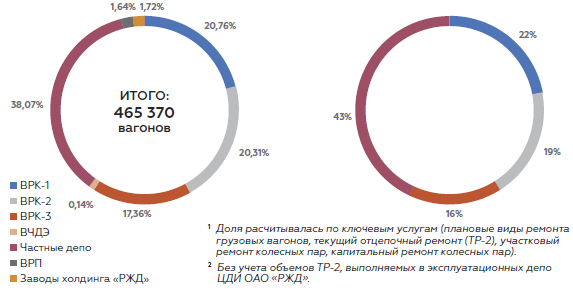 1,64% 1,72%
20,76%
22%
ИТОГО:
465 370
вагонов
38,07%
43%
20,31%
19%
ВРК-1
ВРК-2
ВРК-3
ВЧДЭ
Частные депо
ВРП
Заводы холдинга «РЖД»
0,14%
17,36%
16%
1 Доля расчитывалась по ключевым услугам (плановые виды ремонта
грузовых вагонов, текущий отцепочный ремонт (ТР-2), участковый
ремонт колесных пар, капитальный ремонт колесных пар).
2 Без учета объемов ТР-2, выполняемых в эксплуатационных депо
ЦДИ ОАО «РЖД».